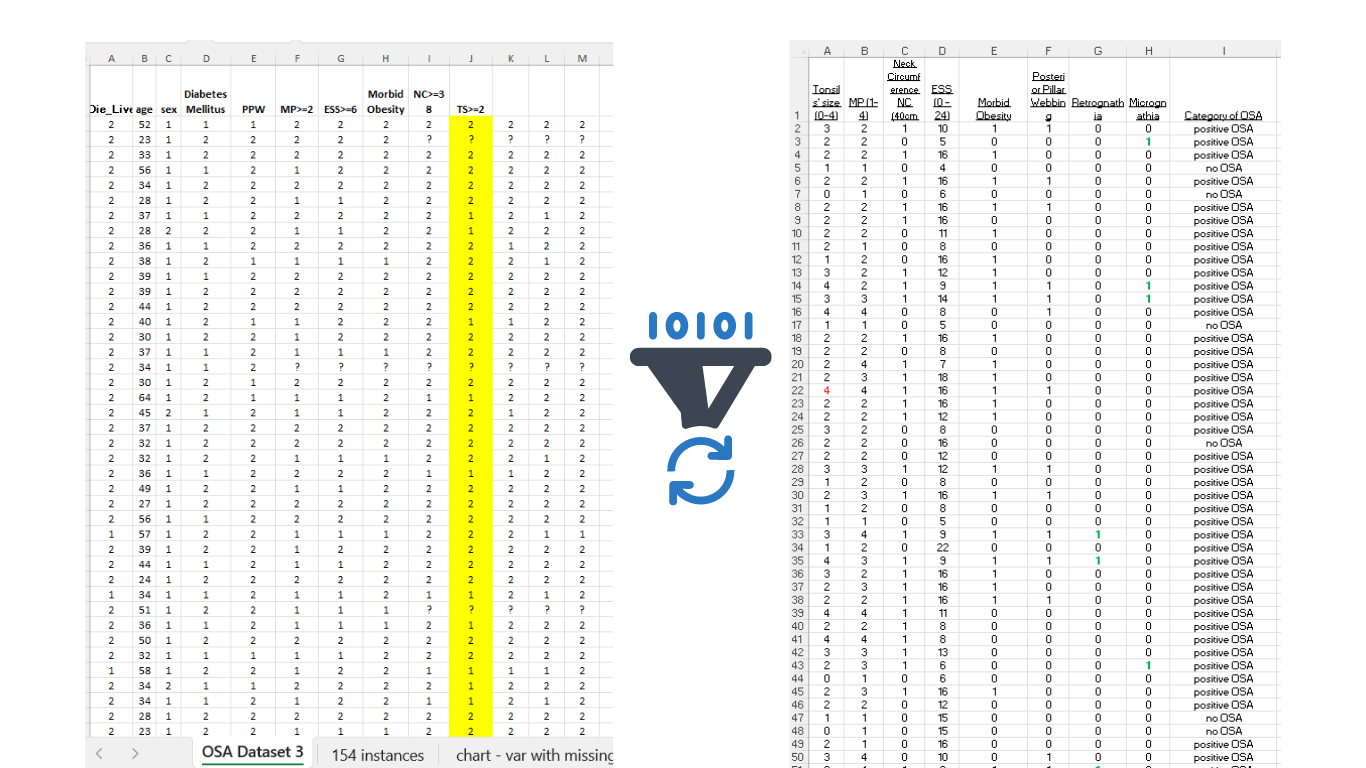 A B C D E F G H I J K L M
Diabetes Morbid NC>=3
Die_Live age sex Mellitus PPW MP>=2 ESS>=6 Obesity 8 TS>=2
2 52 1 1 1 2 2 2 2 2 2 2 2
2 23 1 2 2 2 2 2 ? ? ? ? ?
2 33 1 2 2 2 2 2 2 2 2 2 2
2 56 1 1 2 1 2 2 2 2 2 2 2
2 34 1 2 2 2 2 2 2 2 2 2 2
2 28 1 2 2 1 1 2 2 2 2 2 2
2 37 1 1 2 2 2 2 2 1 2 1 2
2 28 2 2 2 1 1 2 2 1 2 2 2
2 36 1 1 2 2 2 2 2 2 1 2 2
2 38 1 2 1 1 1 1 2 2 2 1 2
2 39 1 1 2 2 2 2 2 2 2 2 2
2 39 1 2 2 2 2 2 2 2 2 2 2
2 44 1 2 2 2 2 2 2 2 2 2 2
2 40 1 2 1 1 2 2 2 1 1 2 2
2 30 1 2 2 1 2 2 2 2 2 2 2
2 37 1 1 2 1 1 1 2 2 2 2 2
2 34 1 1 2 ? ? ? ? ? ? ? ?
2 30 1 2 1 2 2 2 2 2 2 2 2
2 64 1 2 1 1 1 2 1 1 2 2 2
2 45 2 1 2 1 1 2 2 2 1 2 2
2 37 1 2 2 2 2 2 2 2 2 2 2
2 32 1 2 2 2 2 2 2 2 2 2 2
2 32 1 2 2 1 1 1 2 2 2 1 2
2 36 1 1 2 2 2 2 1 1 1 2 2
2 49 1 2 2 1 1 2 2 2 2 2 2
2 27 1 2 2 2 2 2 2 2 2 2 2
2 56 1 1 2 2 2 2 2 2 2 2 2
1 57 1 2 2 1 1 1 2 2 2 1 1
2 39 1 2 2 1 2 2 2 2 2 2 2
2 44 1 2 2 1 1 2 2 2 2 2 2
2 24 1 2 2 2 2 2 2 2 2 2 2
1 34 1 1 2 1 1 2 1 1 2 1 2
2 51 1 2 2 1 1 1 ? ? ? ? ?
2 36 1 2 1 1 1 1 2 1 2 2 2
2 50 1 2 2 2 2 2 2 2 2 2 2
2 32 1 1 2 1 1 2 2 2 2 2 2
1 58 1 2 2 1 2 2 1 1 1 1 2
2 34 2 1 1 2 2 2 2 1 2 2 2
2 34 1 1 2 1 2 2 1 1 2 1 2
2 28 1 2 2 2 2 2 2 2 2 2 2
2 23 1 2 2 1 1 2 2 2 2 2 2
OSA Dataset 3 154 instances chart - var with missing
10101
A B C D E F G H I
Neck
Circumf Posteri
Tonsil erence ESS or Pillar
s' size MP (1- NC (0 - Morbid Webbin Retrognath Microgn
1 (0-4) 4) (40cm 24) Obesity g ia athia Category of OSA
2 3 2 1 10 1 1 0 0 positive OSA
3 2 2 0 5 0 0 0 1 positive OSA
4 2 2 1 16 1 0 0 0 positive OSA
5 1 1 0 4 0 0 0 0 no OSA
6 2 2 1 16 1 1 0 0 positive OSA
7 0 1 0 6 0 0 0 0 no OSA
8 2 2 1 16 1 1 0 0 positive OSA
9 2 2 1 16 0 0 0 0 positive OSA
10 2 2 0 11 1 0 0 0 positive OSA
11 2 1 0 8 0 0 0 0 positive OSA
12 1 2 0 16 1 0 0 0 positive OSA
13 3 2 1 12 1 0 0 0 positive OSA
14 4 2 1 9 1 1 0 1 positive OSA
15 3 3 1 14 1 1 0 1 positive OSA
16 4 4 0 8 0 1 0 0 positive OSA
17 1 1 0 5 0 0 0 0 no OSA
18 2 2 1 16 1 0 0 0 positive OSA
19 2 2 0 8 0 0 0 0 positive OSA
20 2 4 1 7 1 0 0 0 positive OSA
21 2 3 1 18 1 0 0 0 positive OSA
22 4 4 1 16 1 1 0 0 positive OSA
23 2 2 1 16 1 0 0 0 positive OSA
24 2 2 1 12 1 0 0 0 positive OSA
25 3 2 0 8 0 0 0 0 positive OSA
26 2 2 0 16 0 0 0 0 no OSA
27 2 2 0 12 0 0 0 0 positive OSA
28 3 3 1 12 1 1 0 0 positive OSA
29 1 2 0 8 0 0 0 0 positive OSA
30 2 3 1 16 1 1 0 0 positive OSA
31 1 2 0 8 0 0 0 0 positive OSA
32 1 1 0 5 0 0 0 0 positive OSA
33 3 4 1 9 1 1 1 0 positive OSA
34 1 2 0 22 0 0 0 0 positive OSA
35 4 3 1 9 1 1 1 0 positive OSA
36 3 2 1 16 1 0 0 0 positive OSA
37 2 3 1 16 1 0 0 0 positive OSA
38 2 2 1 16 1 1 0 0 positive OSA
39 4 4 1 11 0 0 0 0 positive OSA
40 2 2 1 8 0 0 0 0 positive OSA
41 4 4 1 8 0 0 0 0 positive OSA
42 3 3 1 13 0 0 0 0 positive OSA
43 2 3 1 6 0 0 0 1 positive OSA
44 0 1 0 6 0 0 0 0 positive OSA
45 2 3 1 16 1 0 0 0 positive OSA
46 2 2 0 12 0 0 0 0 positive OSA
47 1 1 0 15 0 0 0 0 no OSA
48 0 1 0 15 0 0 0 0 no OSA
49 2 2 1 16 0 0 0 0 positive OSA
50 3 4 0 10 0 1 0 0 positive OSA